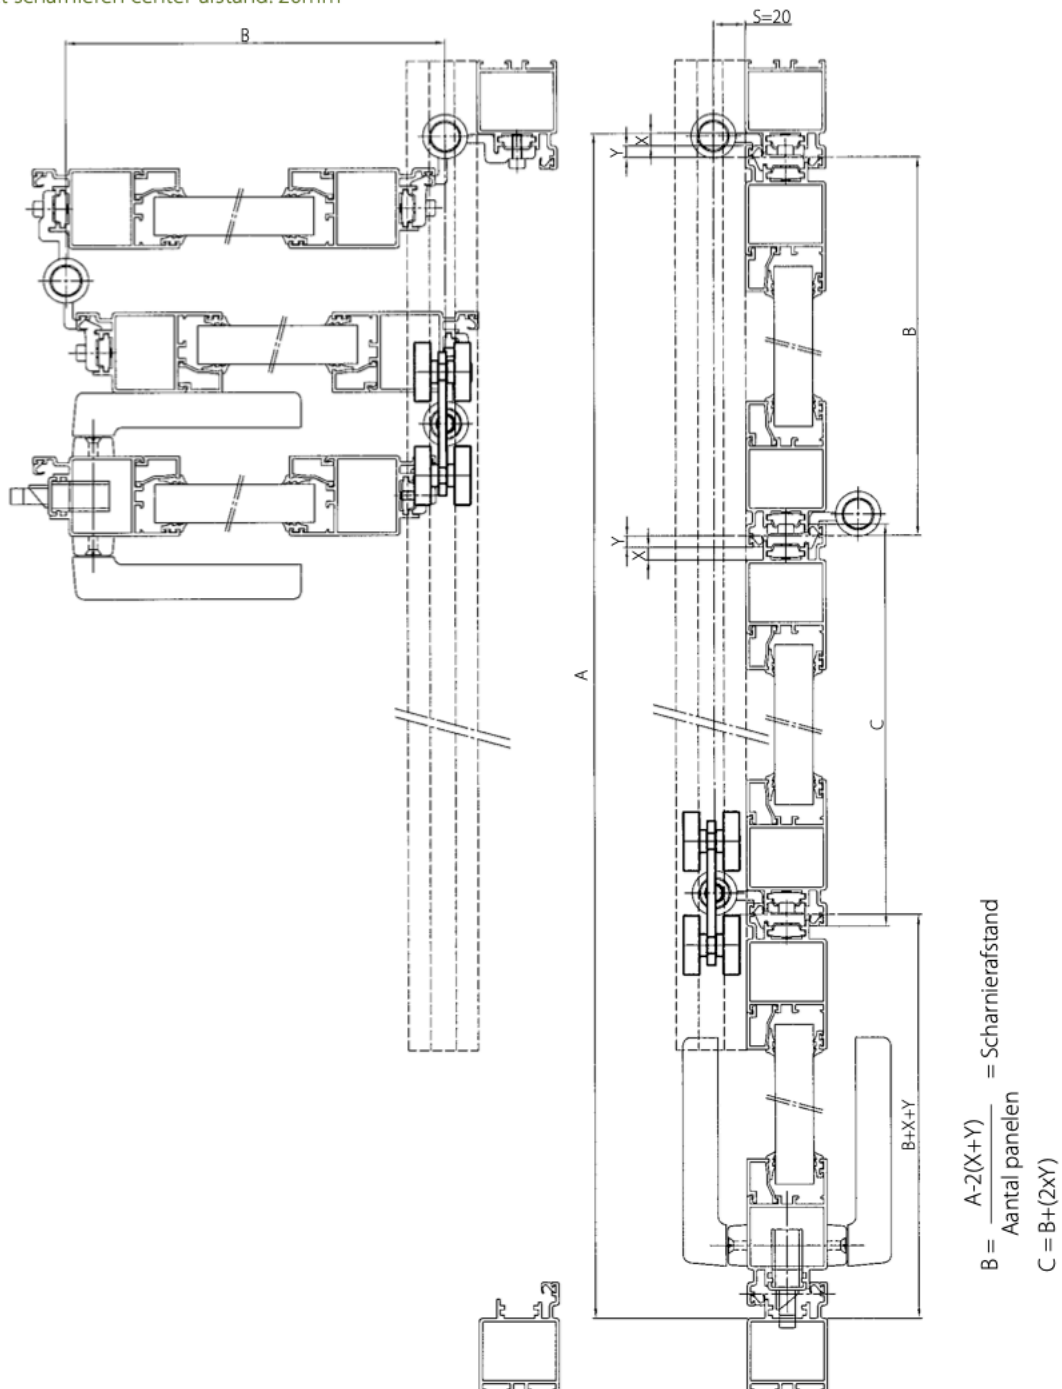 scharnieren center afstand: 20mm
B
S=20
X
Y
B
Y
X
A
C
B+X+Y
B = A-2(X+Y) = Scharnierafstand
Aantal panelen
C = B+(2xY)